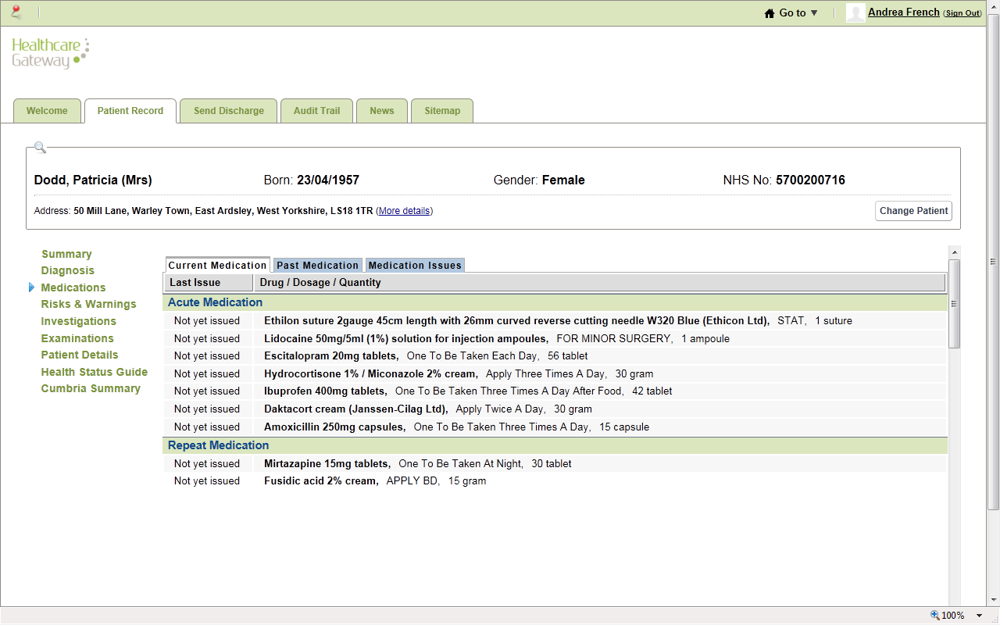 Go to ▼ Andrea French (Sign Out)
Healthcare
Gateway
Welcome Patient Record Send Discharge Audit Trail News Sitemap
Dodd, Patricia (Mrs) Born: 23/04/1957 Gender: Female NHS No: 5700200716
Address: 50 Mill Lane, Warley Town, East Ardsley, West Yorkshire, LS18 1TR (More details) Change Patient
Summary
Diagnosis
Medications
Risks & Warnings
Investigations
Examinations
Patient Details
Health Status Guide
Cumbria Summary
Current Medication Past Medication Medication Issues
Last Issue Drug / Dosage / Quantity
Acute Medication
Not yet issued Ethilon suture 2gauge 45cm length with 26mm curved reverse cutting needle W320 Blue (Ethicon Ltd), STAT, 1 suture
Not yet issued Lidocaine 50mg/5ml (1%) solution for injection ampoules, FOR MINOR SURGERY, 1 ampoule
Not yet issued Escitalopram 20mg tablets, One To Be Taken Each Day, 56 tablet
Not yet issued Hydrocortisone 1% / Miconazole 2% cream, Apply Three Times A Day, 30 gram
Not yet issued Ibuprofen 400mg tablets, One To Be Taken Three Times A Day After Food, 42 tablet
Not yet issued Daktacort cream (Janssen-Cilag Ltd), Apply Twice A Day, 30 gram
Not yet issued Amoxicillin 250mg capsules, One To Be Taken Three Times A Day, 15 capsule
Repeat Medication
Not yet issued Mirtazapine 15mg tablets, One To Be Taken At Night, 30 tablet
Not yet issued Fusidic acid 2% cream, APPLY BD, 15 gram
100%